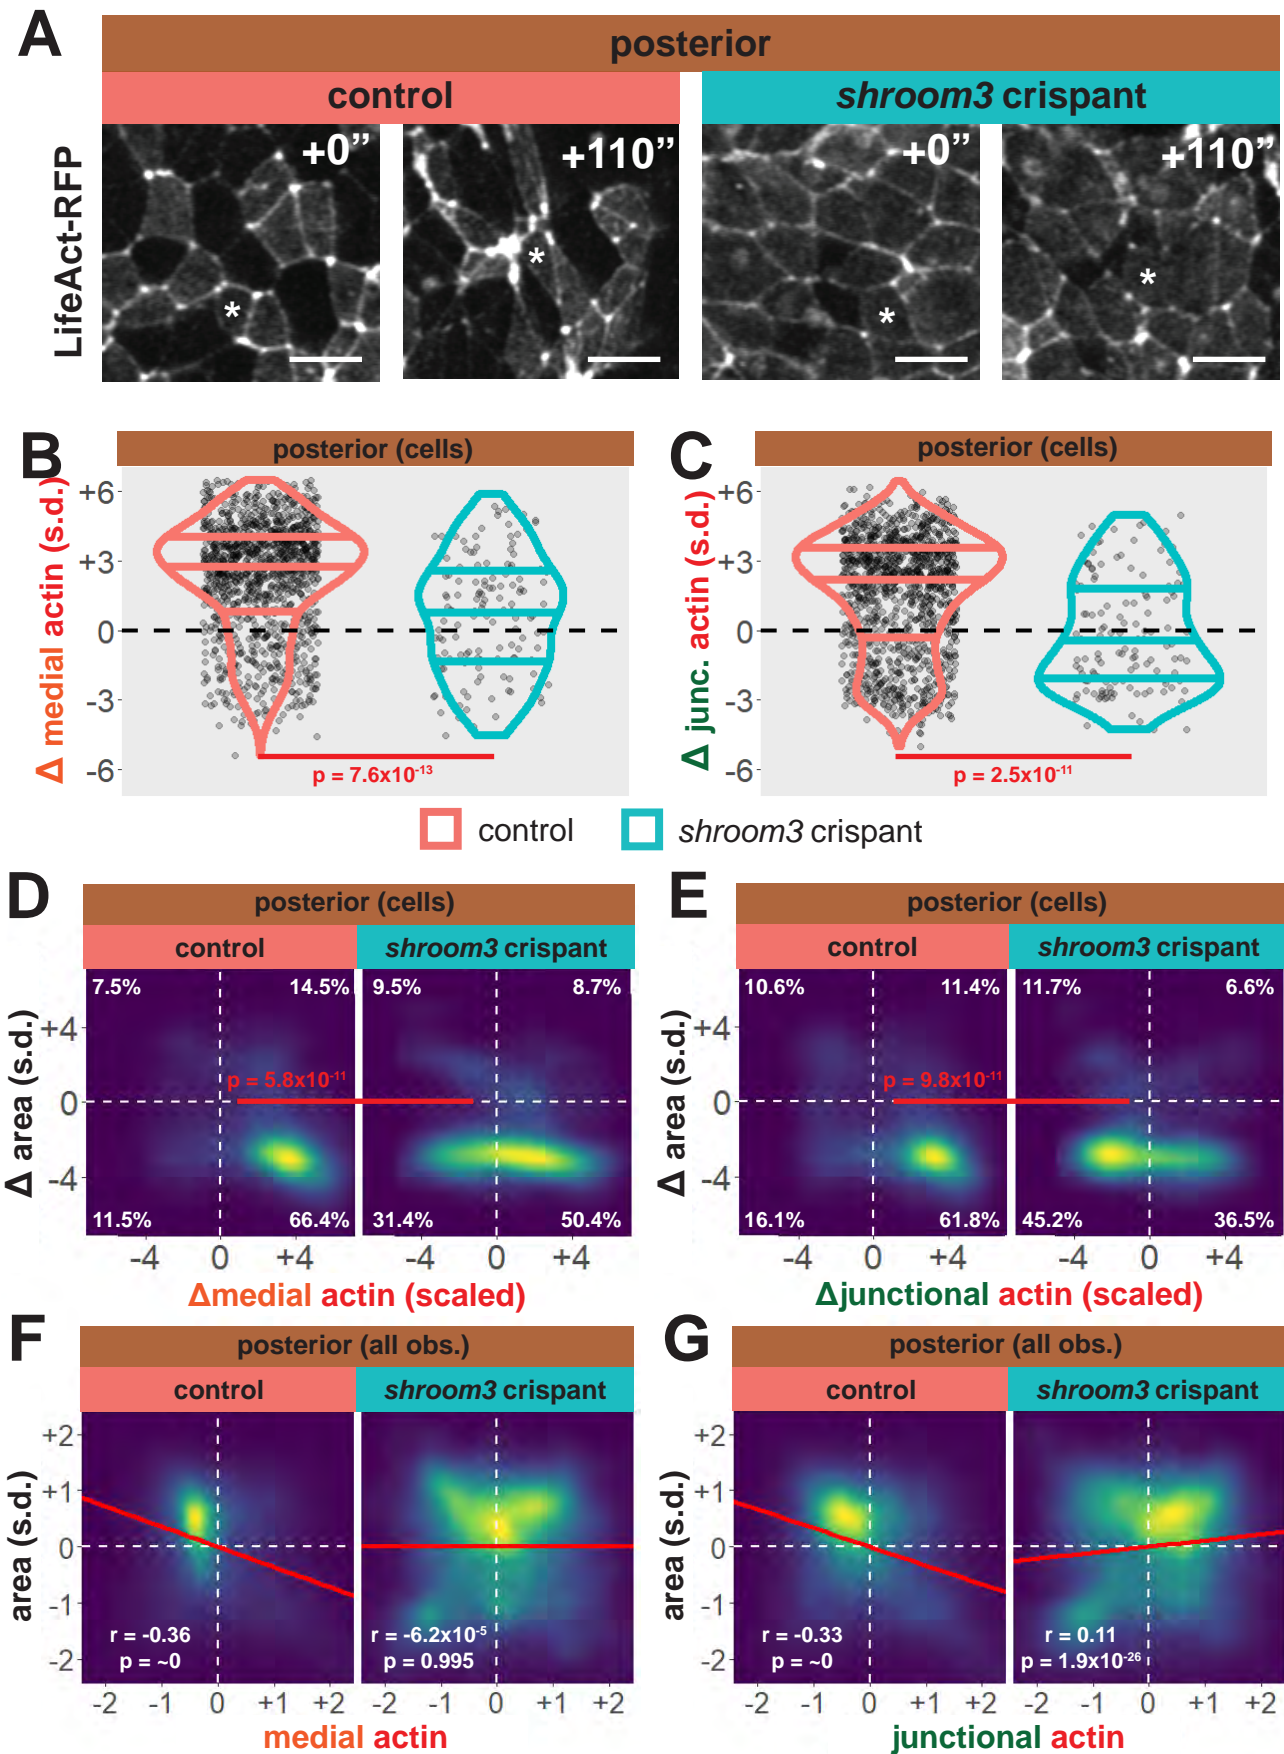 A
posterior
control
shroom3 crispant
LifeAct-RFP
+0”
+110”
+0”
+110”
*
*
*
*
B
posterior (cells)
Δ medial actin (s.d.)
+6
+3
0
-3
-6
p = 7.6x10⁻¹³
C
posterior (cells)
Δ junc. actin (s.d.)
+6
+3
0
-3
-6
p = 2.5x10⁻¹¹
control
shroom3 crispant
D
posterior (cells)
control
shroom3 crispant
Δ area (s.d.)
+4
0
-4
7.5%
14.5%
9.5%
8.7%
p = 5.8x10⁻¹¹
11.5%
66.4%
31.4%
50.4%
-4
0
+4
-4
0
+4
Δmedial actin (scaled)
E
posterior (cells)
control
shroom3 crispant
Δ area (s.d.)
+4
0
-4
10.6%
11.4%
11.7%
6.6%
p = 9.8x10⁻¹¹
16.1%
61.8%
45.2%
36.5%
-4
0
+4
-4
0
+4
Δjunctional actin (scaled)
F
posterior (all obs.)
control
shroom3 crispant
area (s.d.)
+2
+1
0
-1
-2
r = -0.36
p = ~0
r = -6.2x10⁻⁵
p = 0.995
-2
-1
0
+1
+2
-2
-1
0
+1
+2
medial actin
G
posterior (all obs.)
control
shroom3 crispant
area (s.d.)
+2
+1
0
-1
-2
r = -0.33
p = ~0
r = 0.11
p = 1.9x10⁻²⁶
-2
-1
0
+1
+2
-2
-1
0
+1
+2
junctional actin